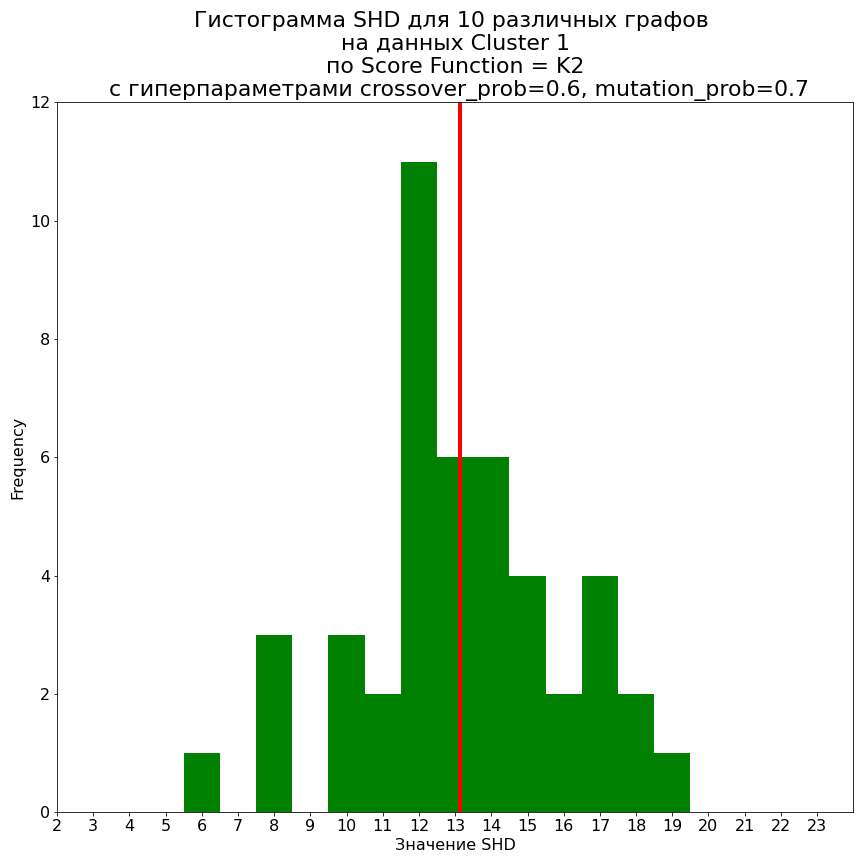 Гистограмма SHD для 10 различных графов
на данных Cluster 1
по Score Function = K2
с гиперпараметрами crossover_prob=0.6, mutation_prob=0.7
12
10
8
6
4
2
0
Frequency
2 3 4 5 6 7 8 9 10 11 12 13 14 15 16 17 18 19 20 21 22 23
Значение SHD